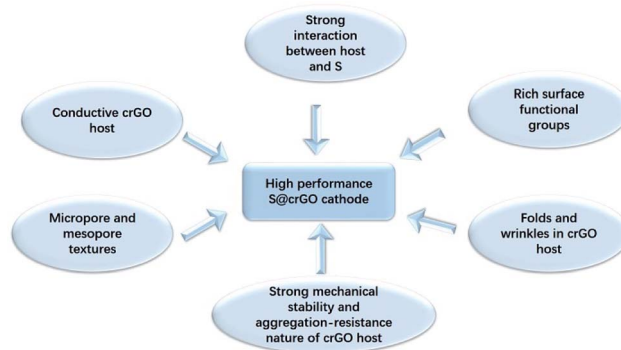 Strong
interaction
between host
and S
Conductive crGO
host
Rich surface
functional
groups
High performance
S@crGO cathode
Micropore and
mesopore
textures
Folds and
wrinkles in crGO
host
Strong mechanical
stability and
aggregation-resistance
nature of crGO host